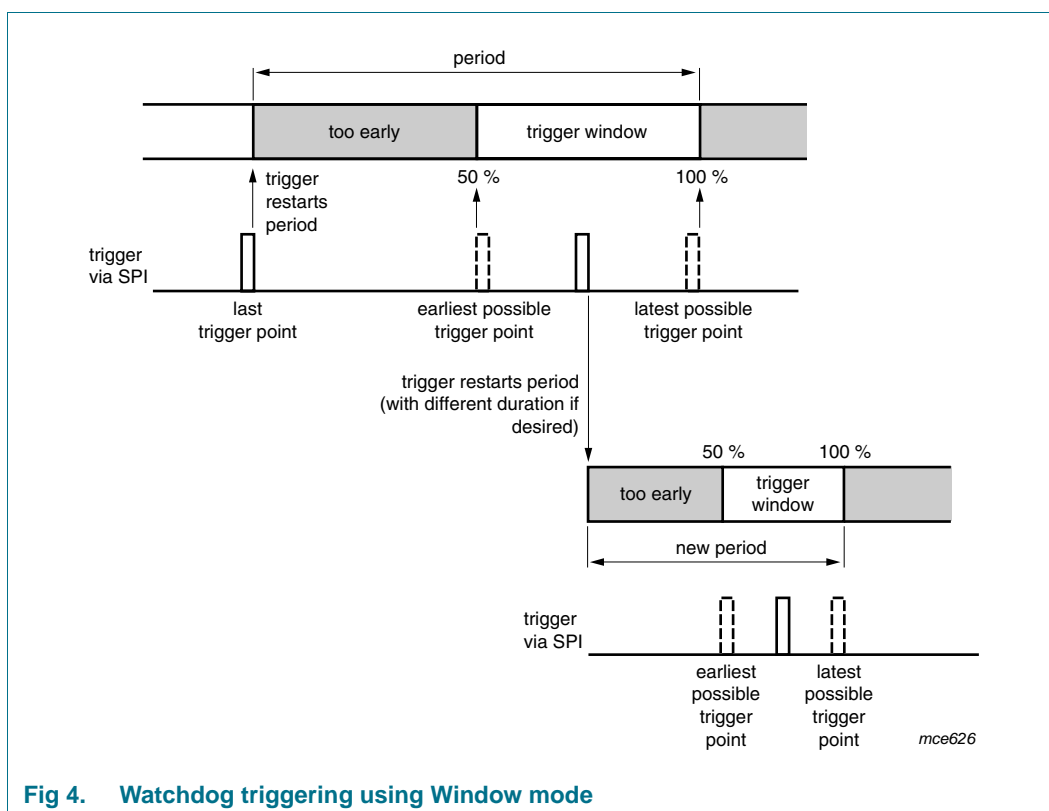 period
too early
trigger window
trigger
restarts
period
50 %
100 %
trigger
via SPI
last
trigger point
earliest possible
trigger point
latest possible
trigger point
trigger restarts period
(with different duration if
desired)
50 %
100 %
too early
trigger
window
new period
trigger
via SPI
earliest
possible
trigger
point
latest
possible
trigger
point
mce626
Fig 4. Watchdog triggering using Window mode